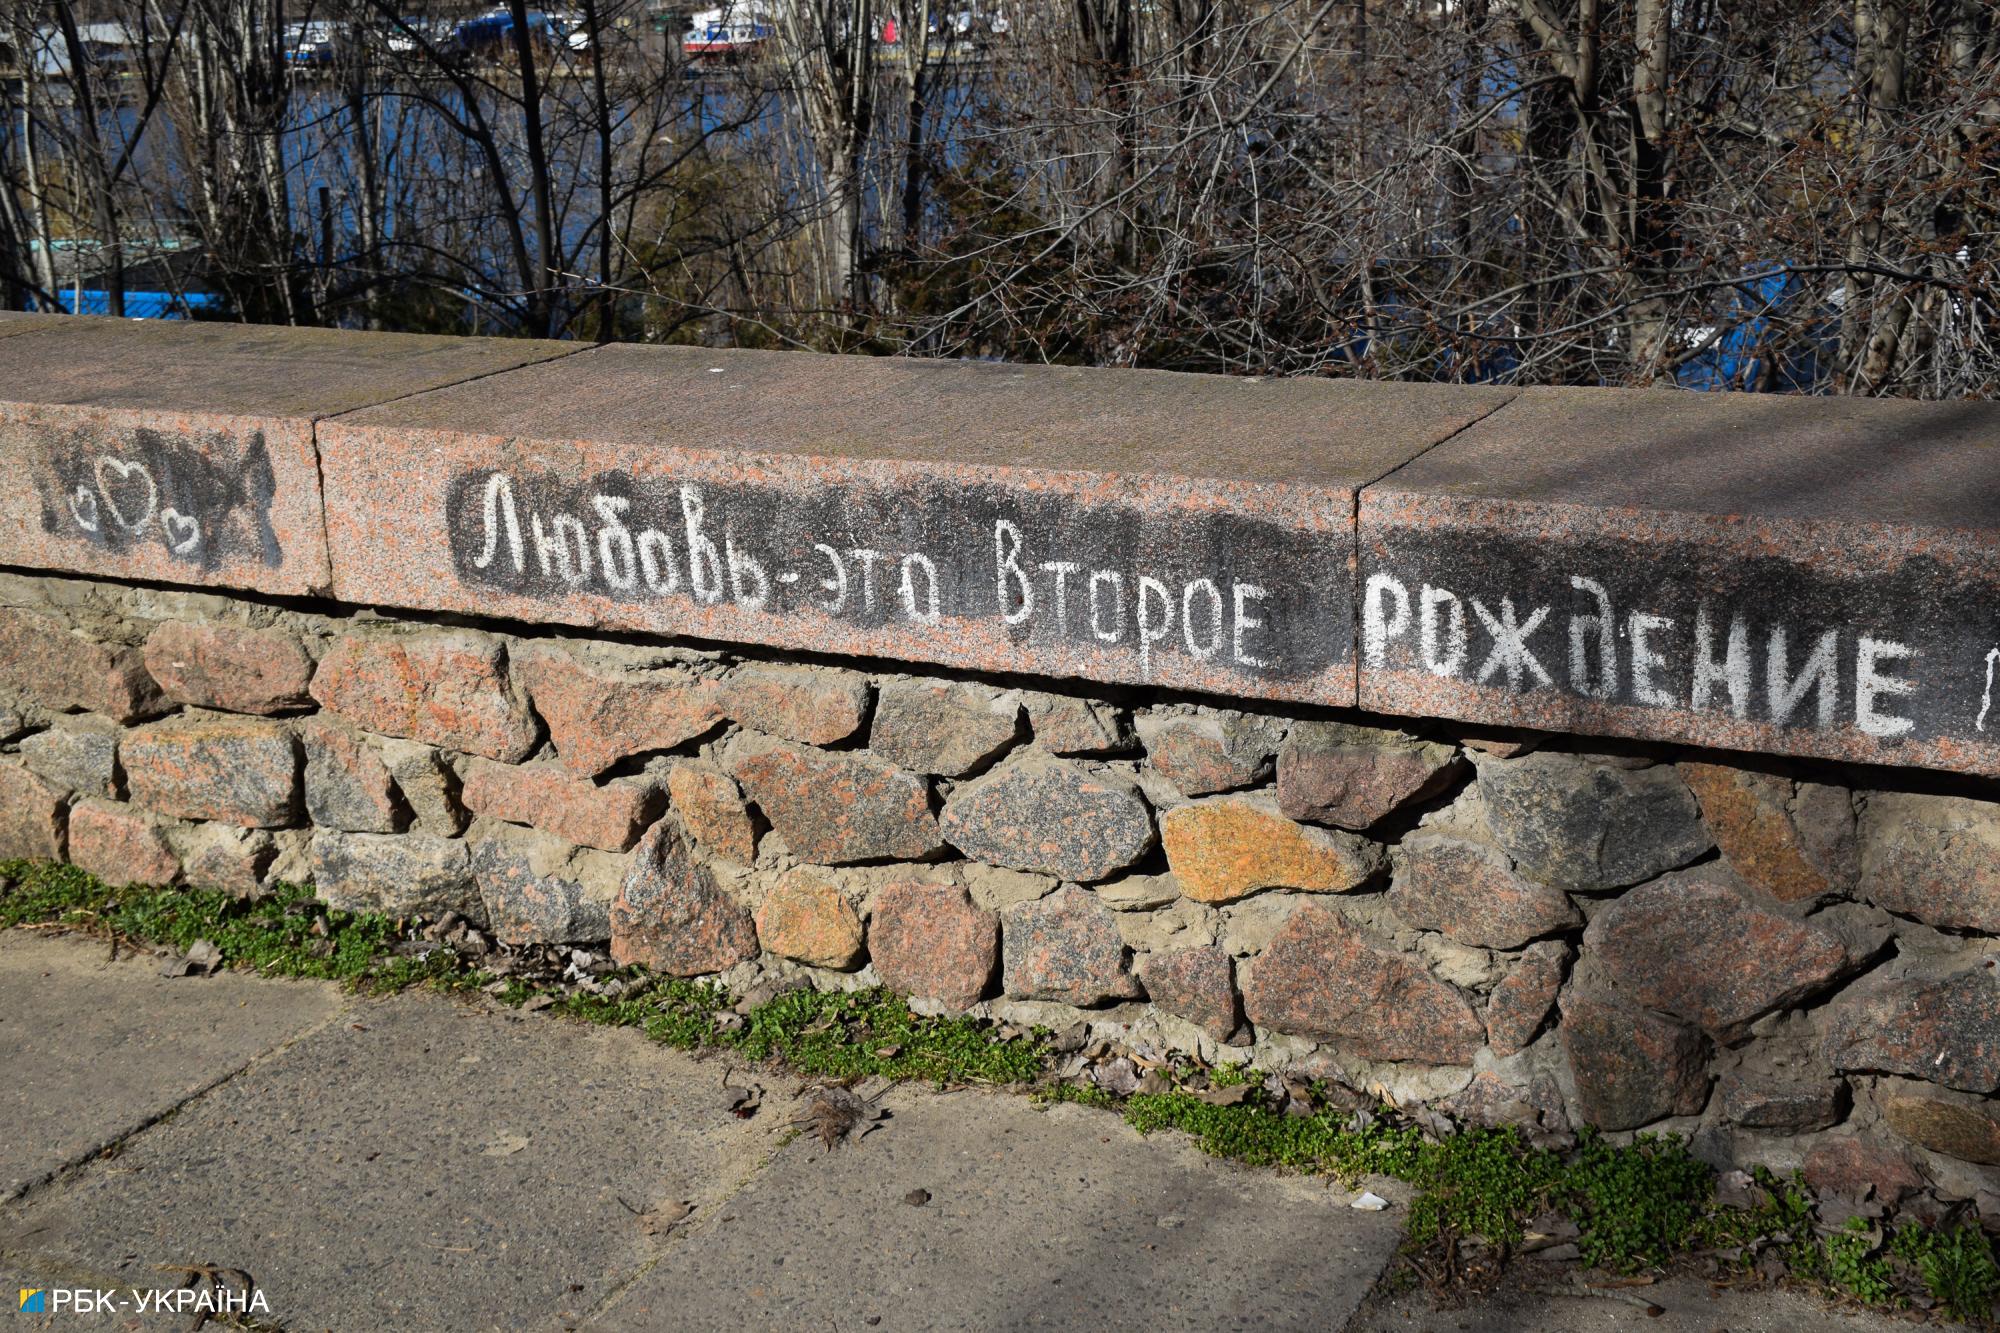 Любовь-это второе рождение
РБК-УКРАЇНА